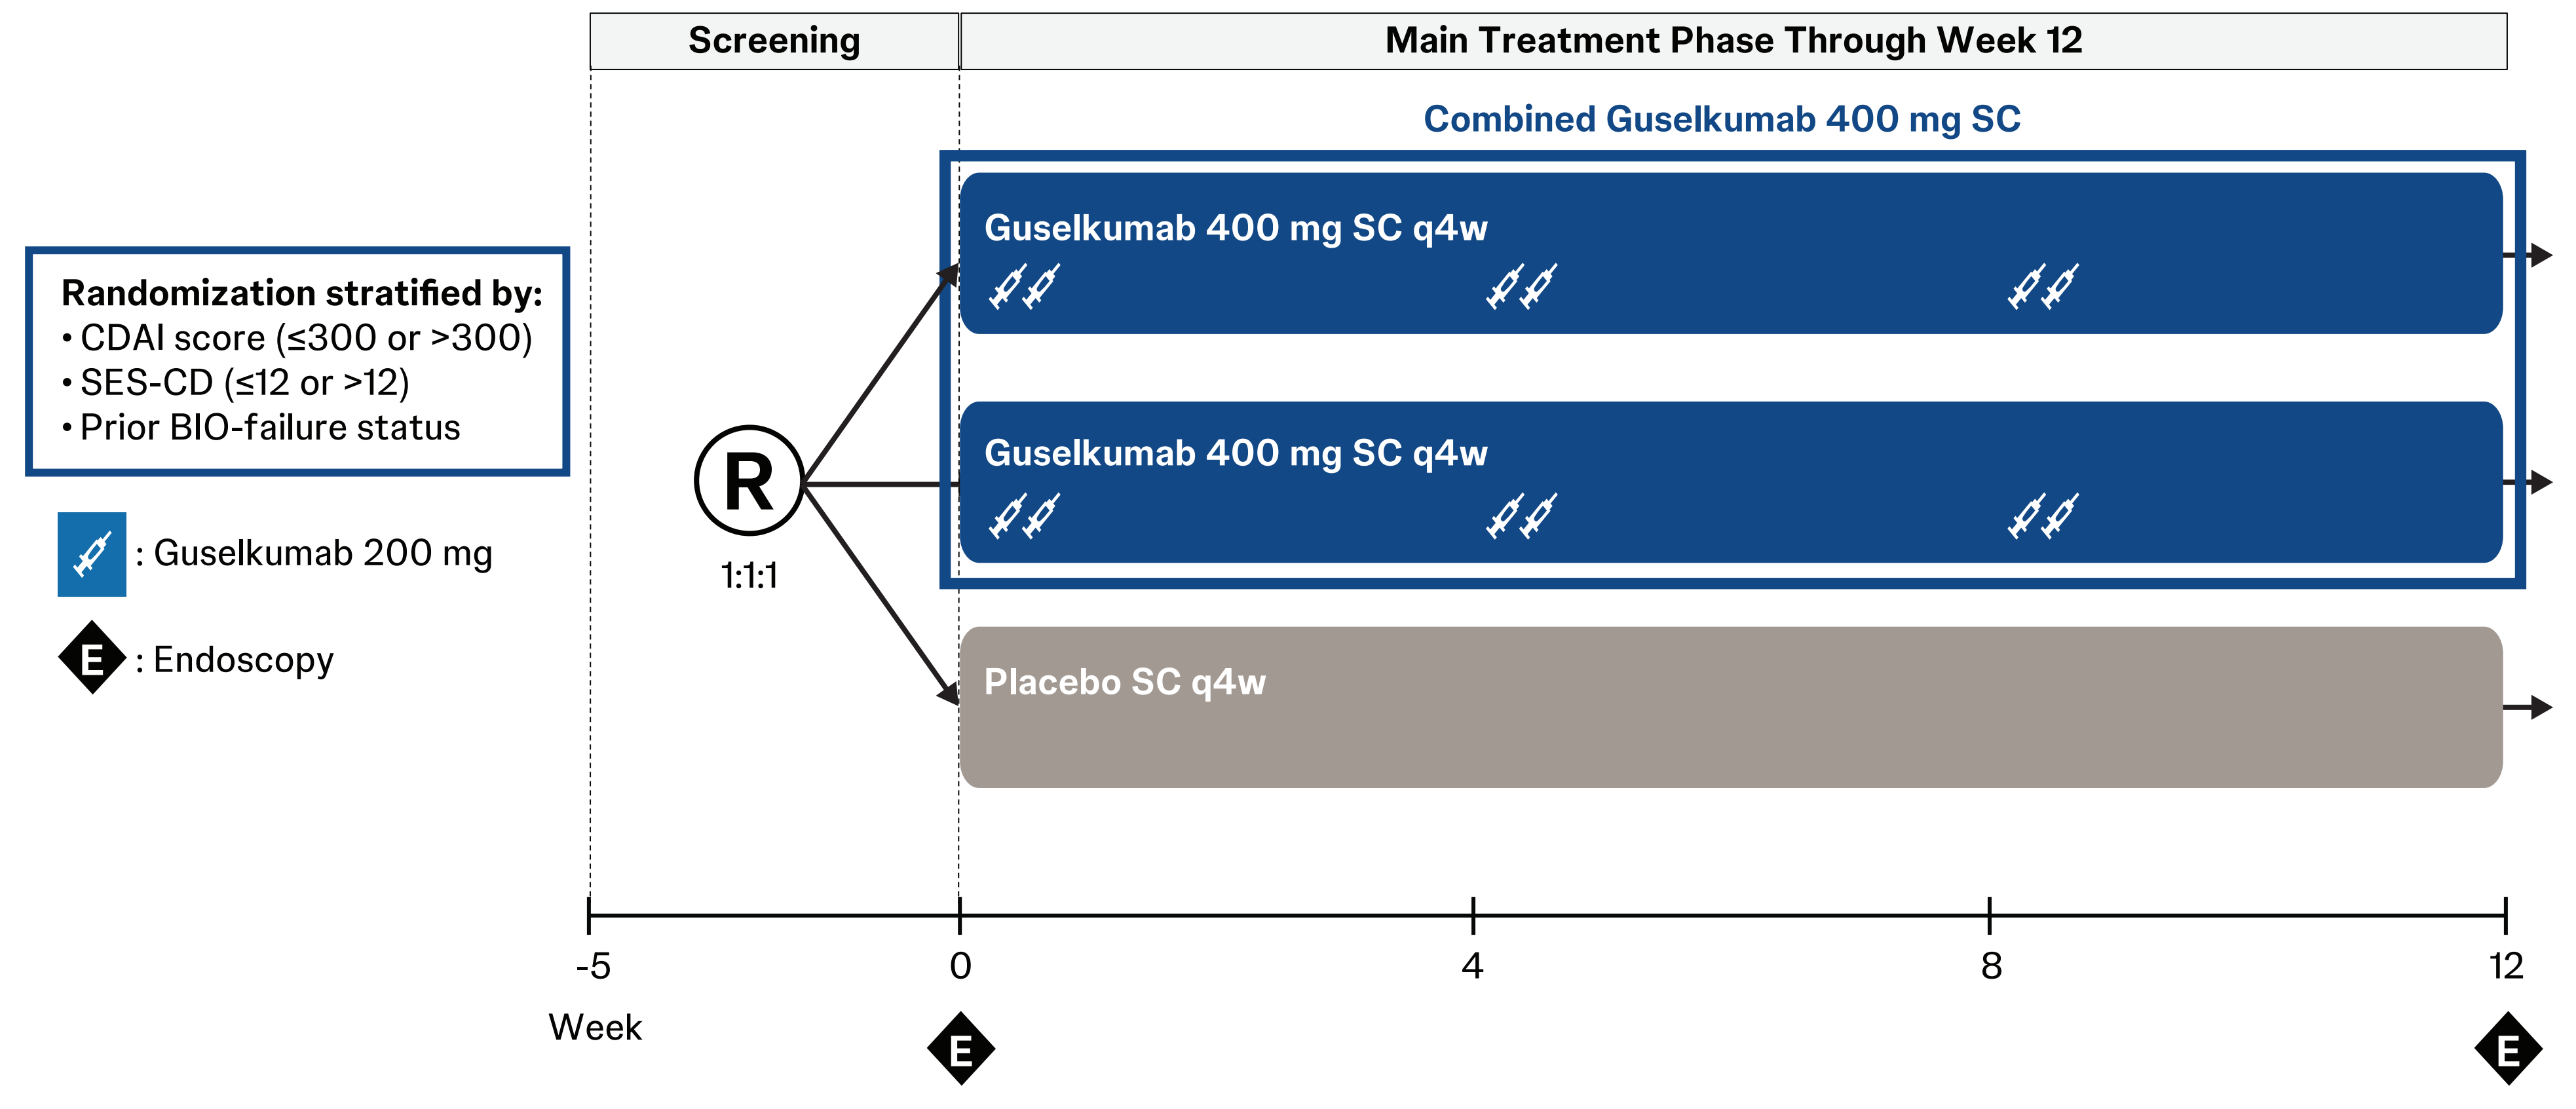 Screening
Main Treatment Phase Through Week 12
Combined Guselkumab 400 mg SC
Guselkumab 400 mg SC q4w
Randomization stratified by:
• CDAI score (≤300 or >300)
• SES-CD (≤12 or >12)
• Prior BIO-failure status
R
1:1:1
Guselkumab 400 mg SC q4w
: Guselkumab 200 mg
E : Endoscopy
Placebo SC q4w
-5 0 4 8 12
Week
E E